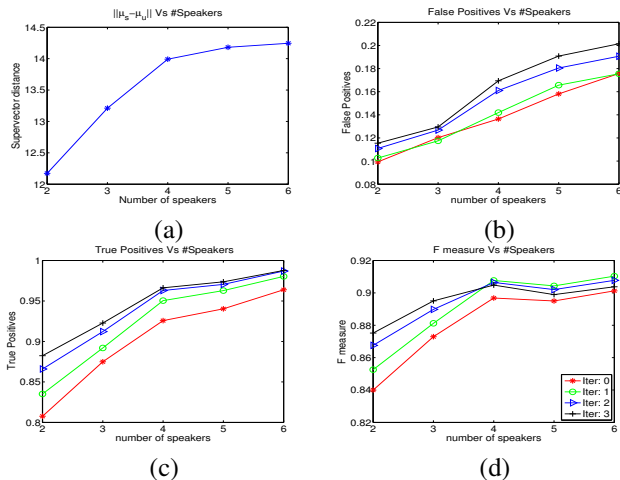 ||μs−μu|| Vs #Speakers
Supervector distance
14.5
14
13.5
13
12.5
12
2 3 4 5 6
Number of speakers
(a)
False Positives Vs #Speakers
False Positives
0.22
0.2
0.18
0.16
0.14
0.12
0.1
0.08
2 3 4 5 6
number of speakers
(b)
True Positives Vs #Speakers
True Positives
1
0.95
0.9
0.85
0.8
2 3 4 5 6
number of speakers
(c)
F measure Vs #Speakers
F measure
0.92
0.9
0.88
0.86
0.84
0.82
2 3 4 5 6
number of speakers
Iter: 0
Iter: 1
Iter: 2
Iter: 3
(d)